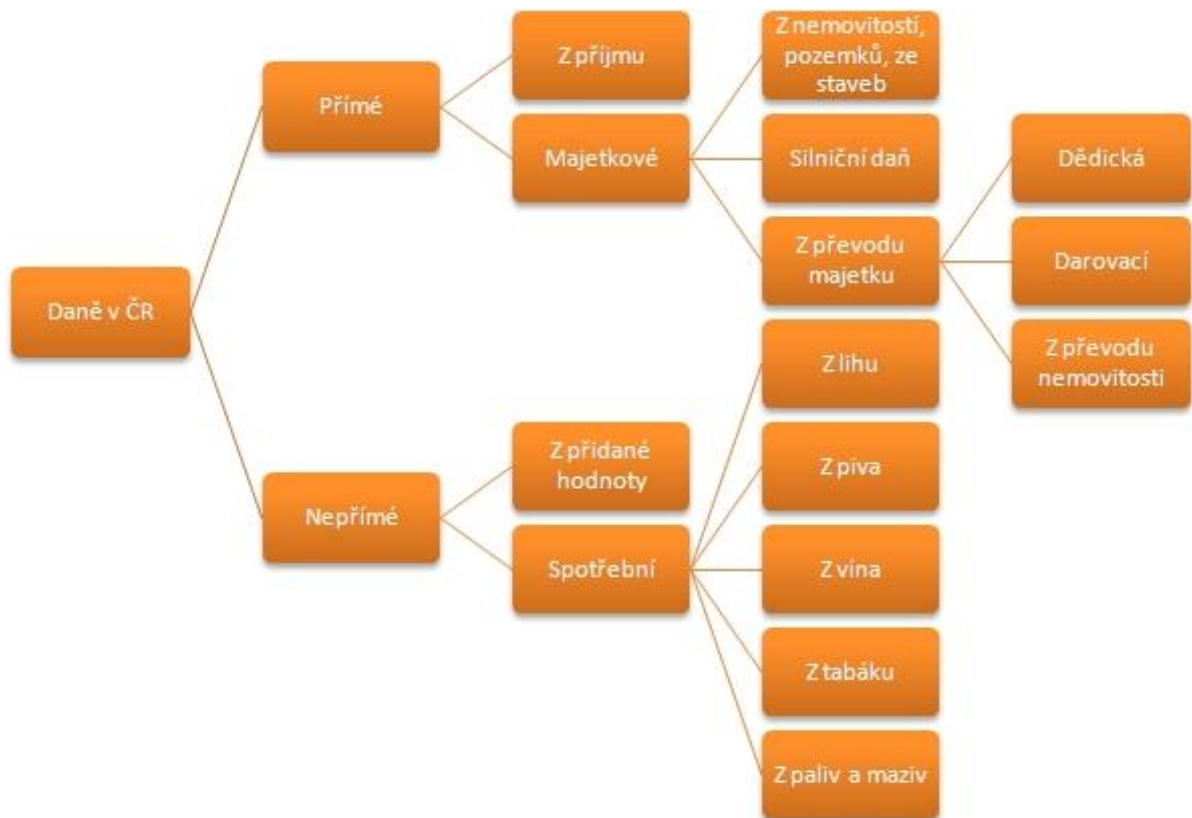 Daně v ČR
Přímé
Z příjmu
Majetkové
Z nemovitostí,
pozemků, ze
staveb
Silniční daň
Z převodu
majetku
Dědická
Darovací
Z převodu
nemovitosti
Nepřímé
Z přidané
hodnoty
Spotřební
Z lihu
Z piva
Z vína
Z tabáku
Z paliv a maziv